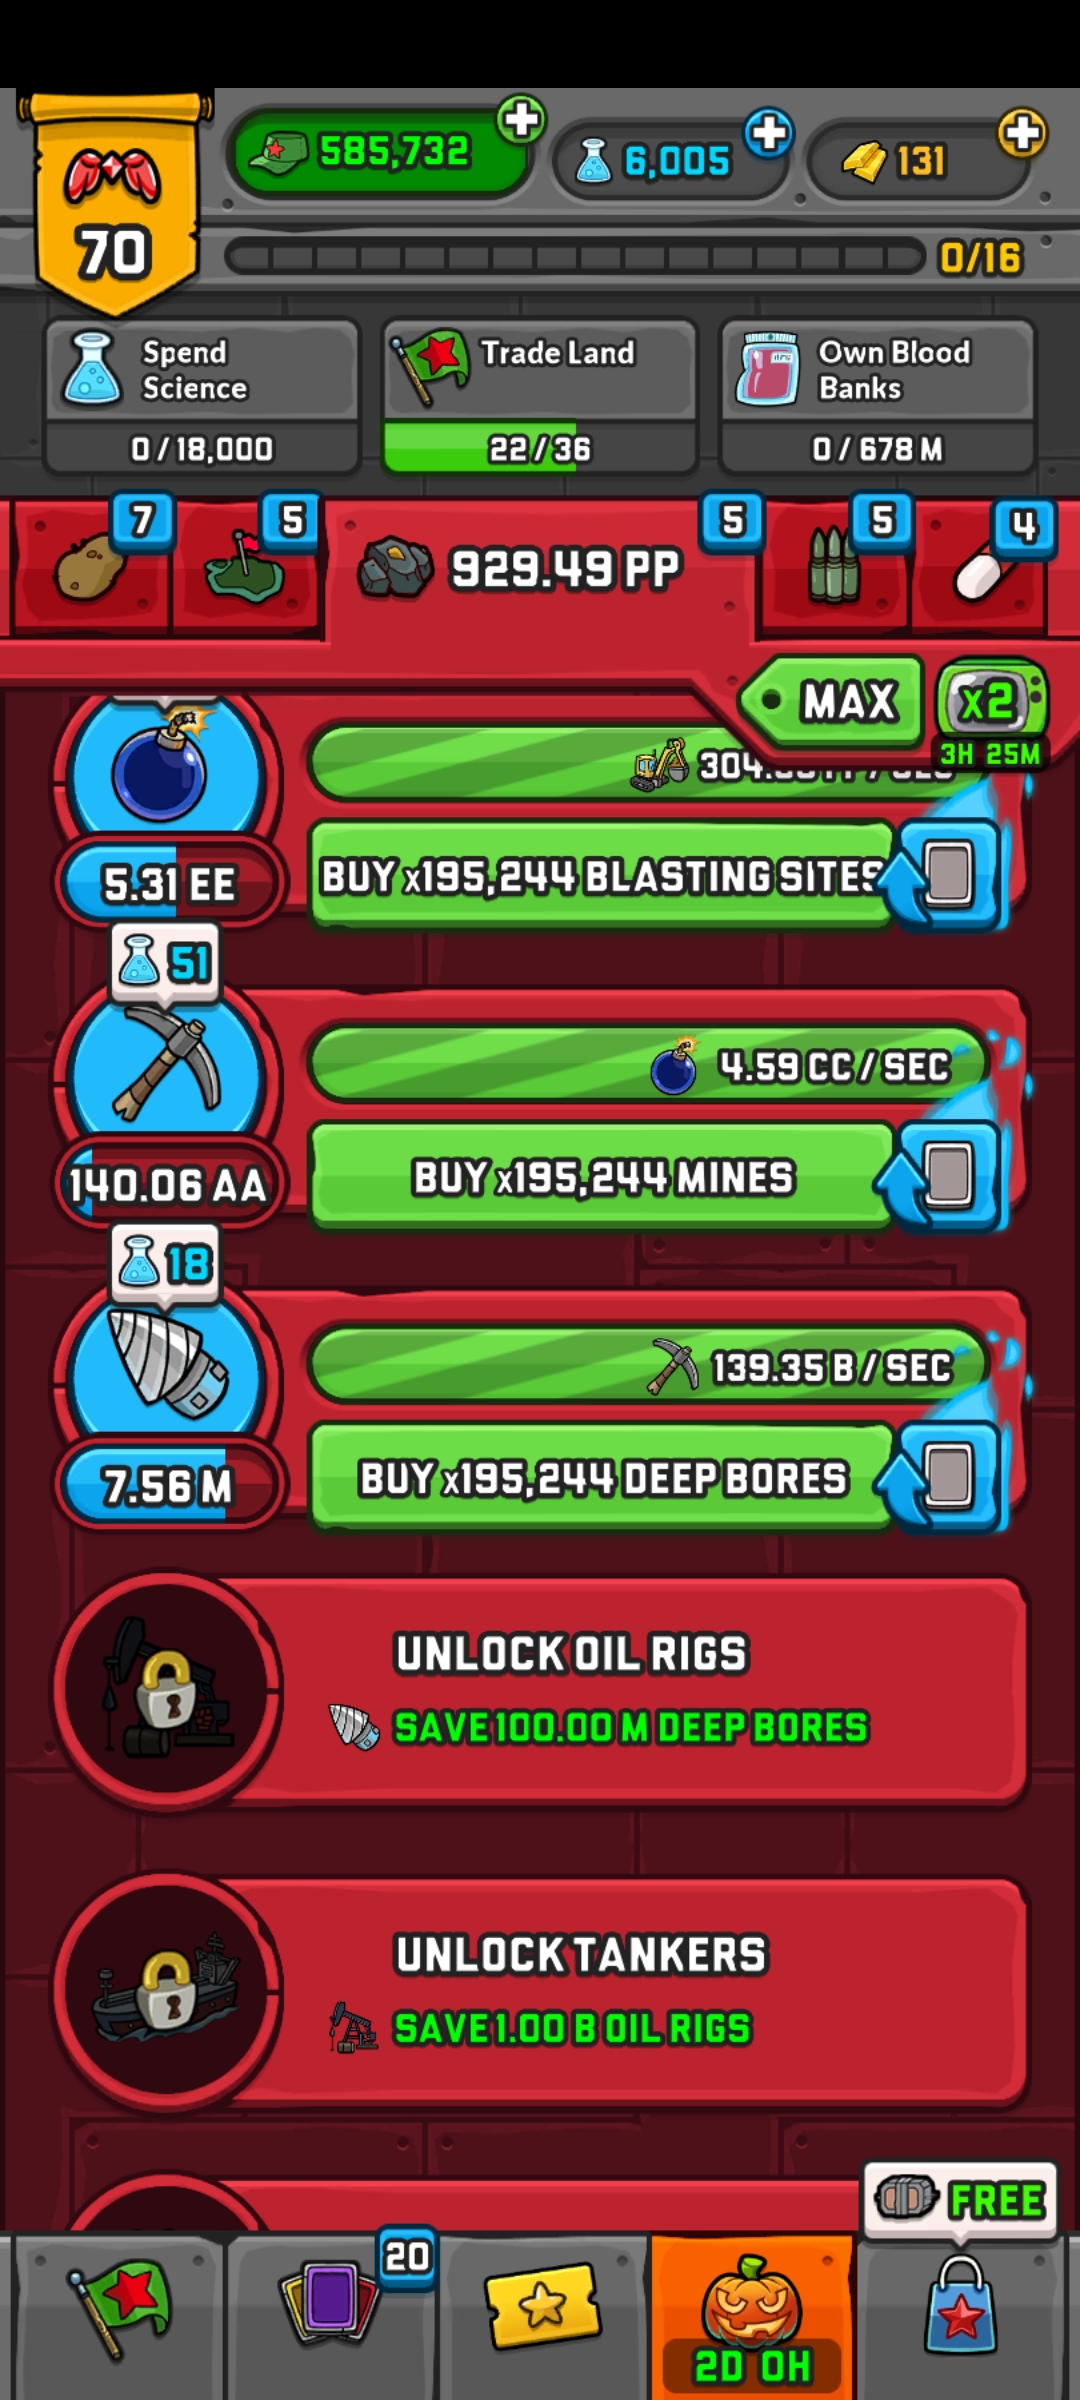 585,732
6,005
131
70
0/16
Spend
Science
0 / 18,000
Trade Land
22 / 36
Own Blood
Banks
0 / 678 M
7
5
929.49 PP
5
5
4
MAX
x2
3H 25M
5.31 EE
BUY x195,244 BLASTING SITES
51
4.59 CC / SEC
140.06 AA
BUY x195,244 MINES
18
139.35 B / SEC
7.56 M
BUY x195,244 DEEP BORES
UNLOCK OIL RIGS
SAVE 100.00 M DEEP BORES
UNLOCK TANKERS
SAVE 1.00 B OIL RIGS
FREE
20
2D 0H